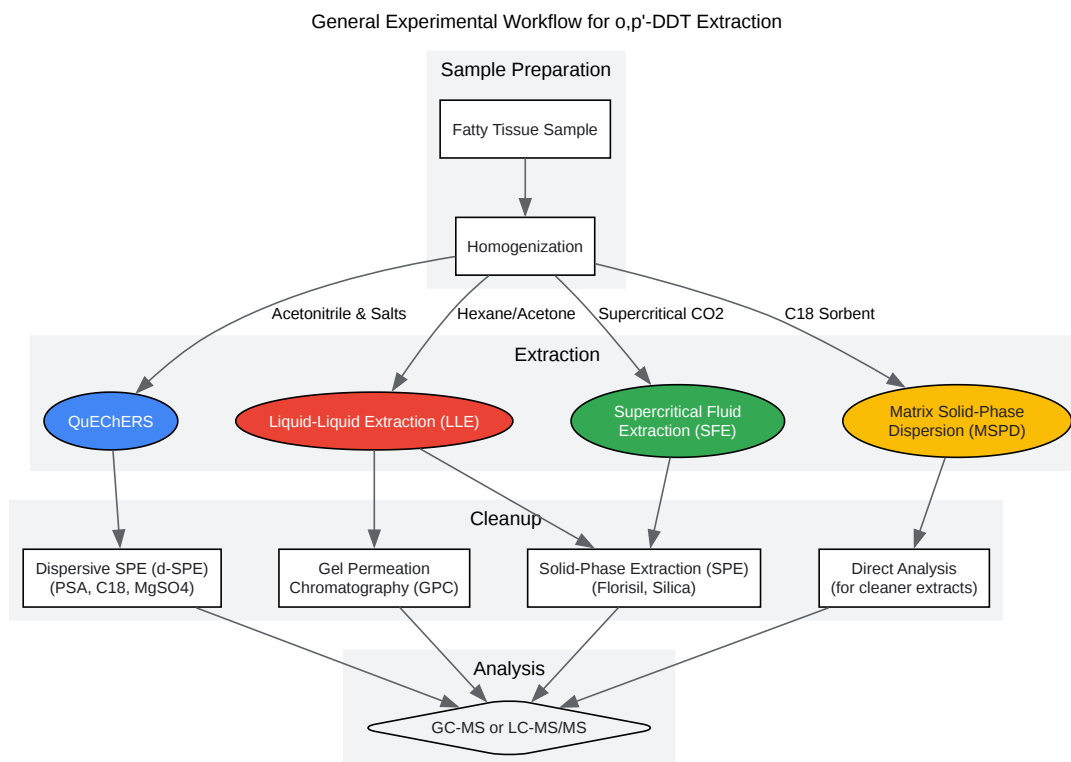 General Experimental Workflow for o,p'-DDT Extraction
Sample Preparation
Fatty Tissue Sample
Homogenization
Acetonitrile & Salts
Hexane/Acetone
Supercritical CO2
C18 Sorbent
Extraction
QuEChERS
Liquid-Liquid Extraction (LLE)
Supercritical Fluid
Extraction (SFE)
Matrix Solid-Phase
Dispersion (MSPD)
Cleanup
Dispersive SPE (d-SPE)
(PSA, C18, MgSO4)
Gel Permeation
Chromatography (GPC)
Solid-Phase Extraction (SPE)
(Florisil, Silica)
Direct Analysis
(for cleaner extracts)
Analysis
GC-MS or LC-MS/MS